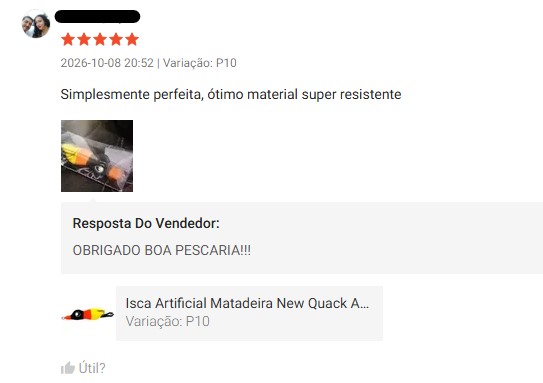 2026-10-08 20:52 | Variação: P10
Simplesmente perfeita, ótimo material super resistente
Resposta Do Vendedor:
OBRIGADO BOA PESCARIA!!!
Isca Artificial Matadeira New Quack A...
Variação: P10
Útil?